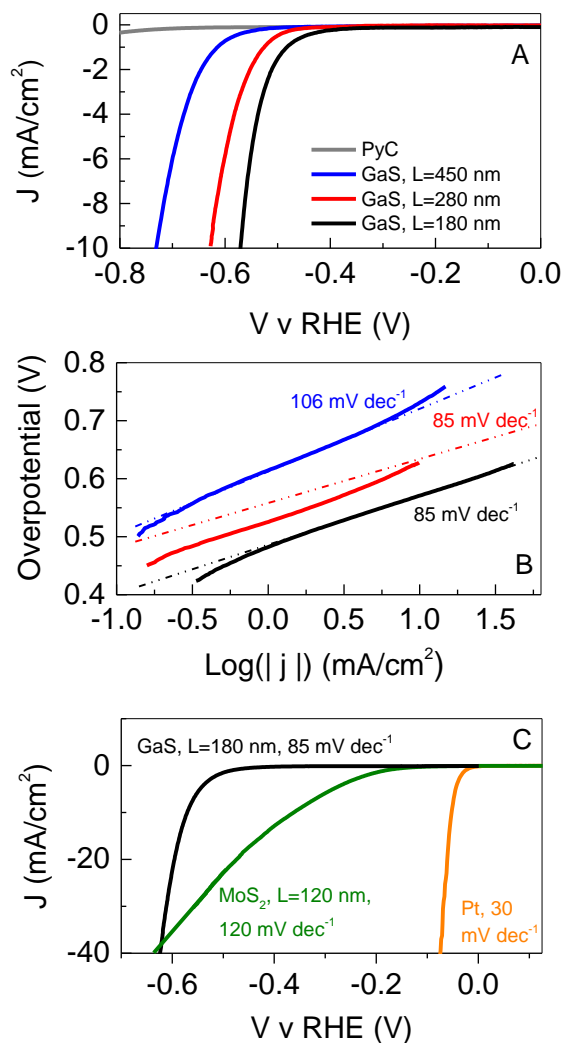 0
-2
-4
-6
-8
-10
J (mA/cm²)
A
PyC
GaS, L=450 nm
GaS, L=280 nm
GaS, L=180 nm
-0.8 -0.6 -0.4 -0.2 0.0
V v RHE (V)
0.8
0.7
0.6
0.5
0.4
Overpotential (V)
106 mV dec⁻¹
85 mV dec⁻¹
85 mV dec⁻¹
B
-1.0 -0.5 0.0 0.5 1.0 1.5
Log(| j |) (mA/cm²)
C
GaS, L=180 nm, 85 mV dec⁻¹
0
-20
-40
J (mA/cm²)
MoS₂, L=120 nm,
120 mV dec⁻¹
Pt, 30
mV dec⁻¹
-0.6 -0.4 -0.2 0.0
V v RHE (V)